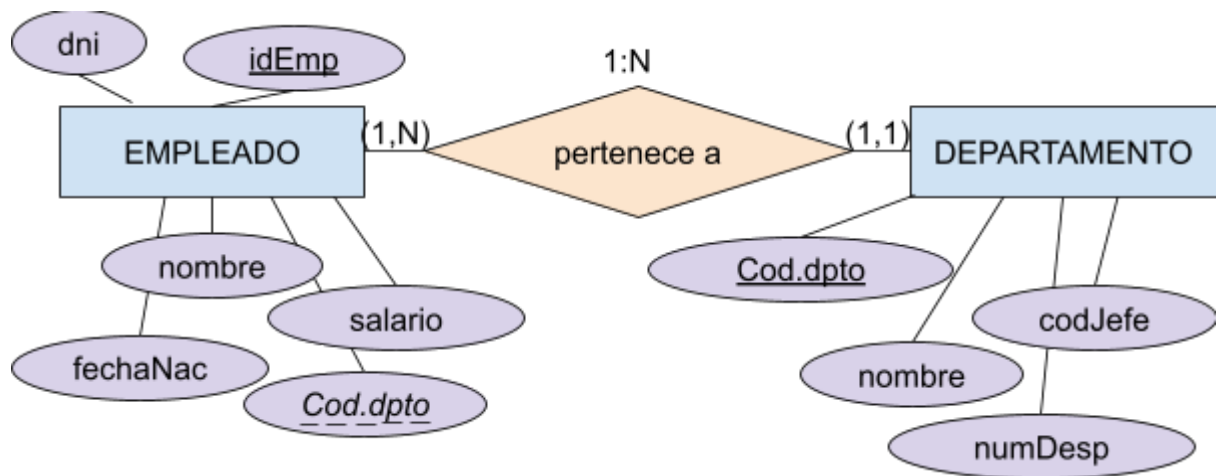 dni
idEmp
1:N
EMPLEADO
(1,N)
pertenece a
(1,1)
DEPARTAMENTO
nombre
Cod.dpto
salario
codJefe
fechaNac
nombre
Cod.dpto
numDesp